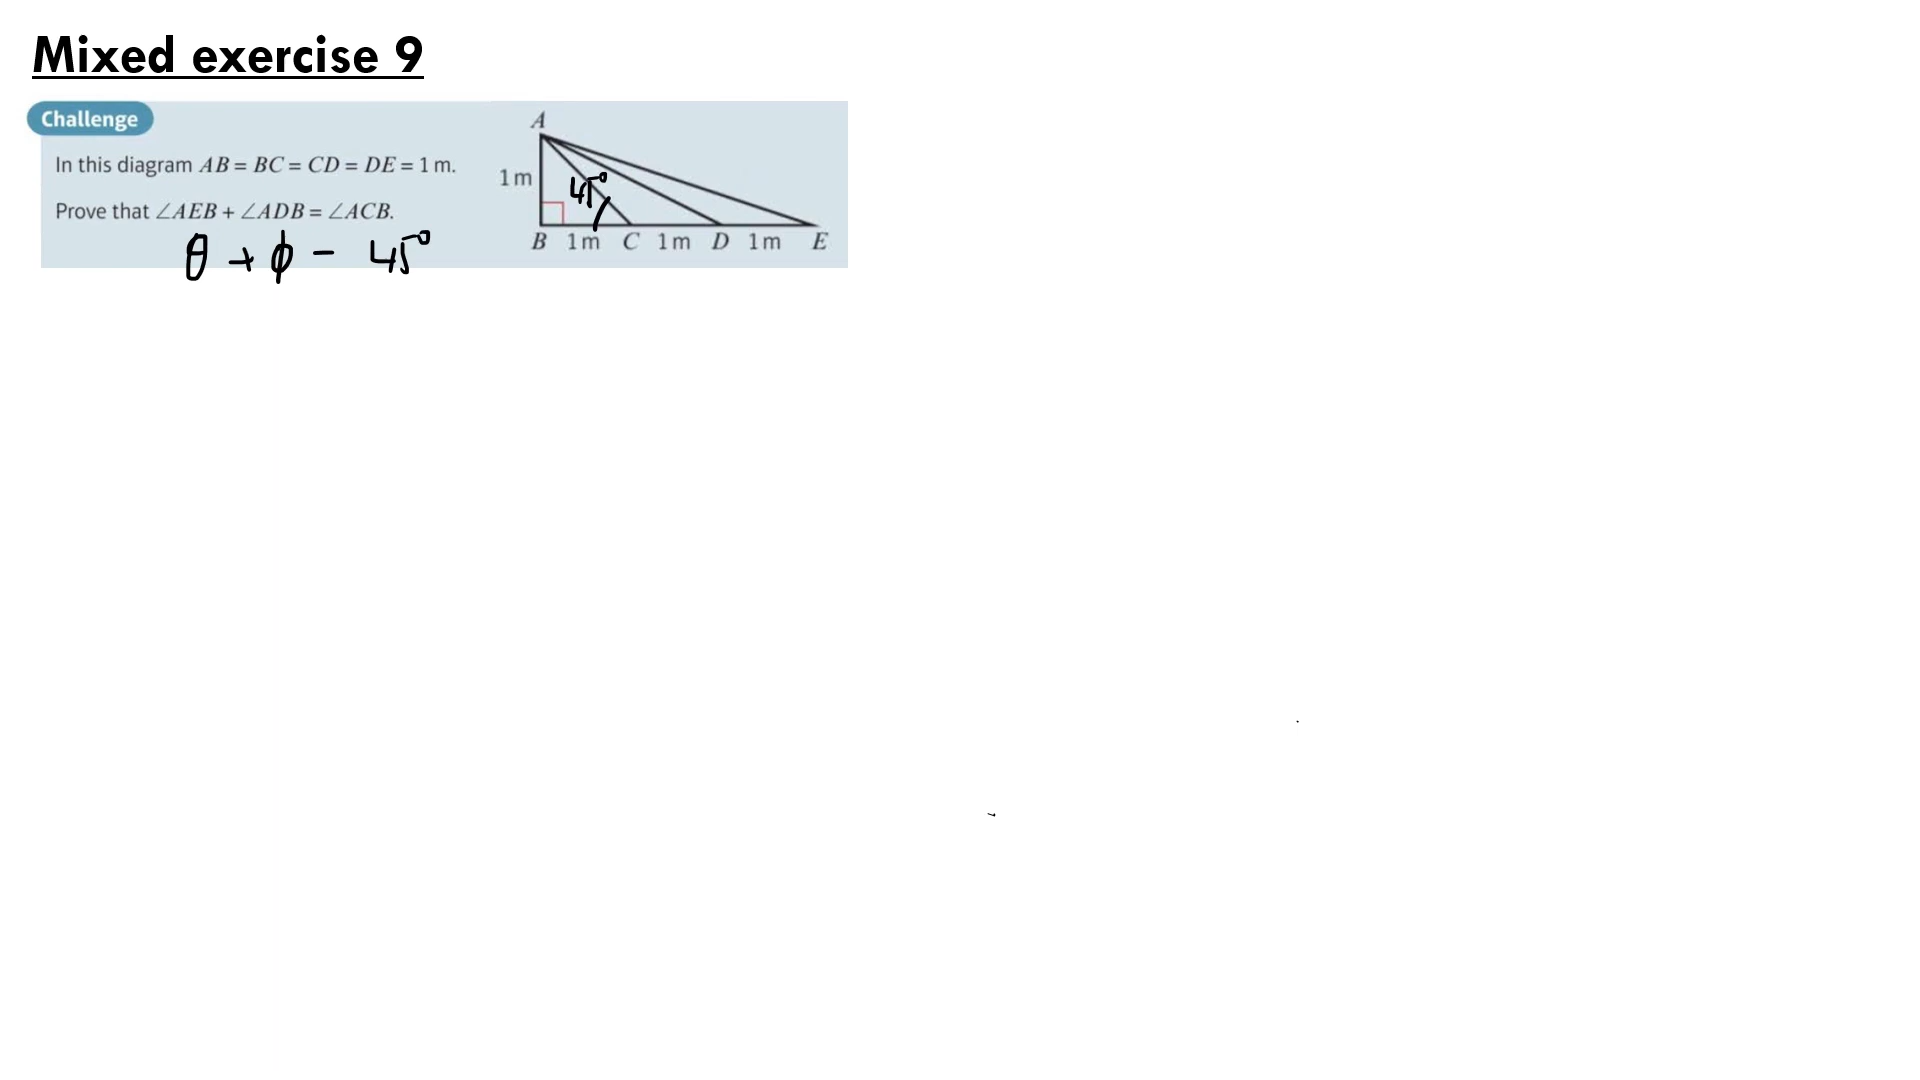 Mixed exercise 9
Challenge
In this diagram AB = BC = CD = DE = 1 m.
Prove that ∠AEB + ∠ADB = ∠ACB.
θ + φ − 45°
A
1 m
45°
B 1 m C 1 m D 1 m E